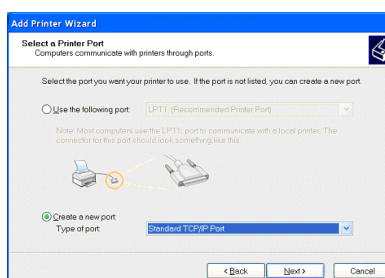 Add Printer Wizard
Select a Printer Port
Computers communicate with printers through ports.
Select the port you want your printer to use. If the port is not listed, you can create a new port.
Use the following port: LPT1: (Recommended Printer Port)
Note: Most computers use the LPT1: port to communicate with a local printer. The
connector for this port should look something like this:
Create a new port
Type of port: Standard TCP/IP Port
< Back Next > Cancel